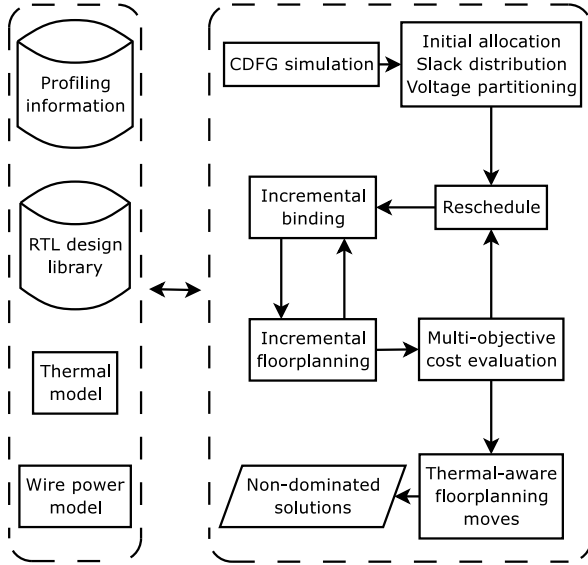 Profiling
information
RTL design
library
Thermal
model
Wire power
model
CDFG simulation
Initial allocation
Slack distribution
Voltage partitioning
Incremental
binding
Reschedule
Incremental
floorplanning
Multi-objective
cost evaluation
Non-dominated
solutions
Thermal-aware
floorplanning
moves